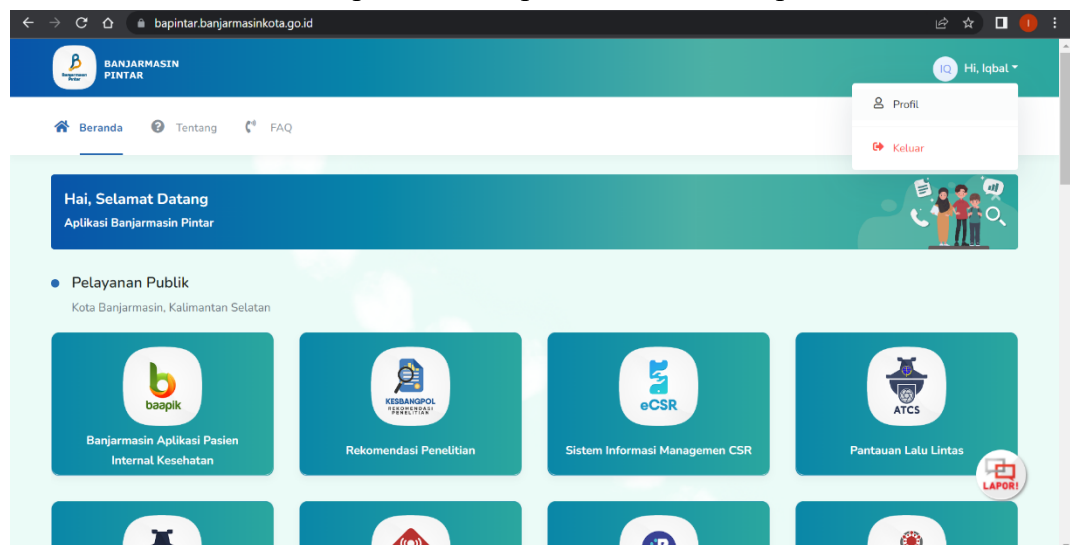 bapintar.banjarmasinkota.go.id
BANJARMASIN
PINTAR
IQ Hi, Iqbal
Profil
Keluar
Beranda Tentang FAQ
Hai, Selamat Datang
Aplikasi Banjarmasin Pintar
Pelayanan Publik
Kota Banjarmasin, Kalimantan Selatan
baapik
Banjarmasin Aplikasi Pasien
Internal Kesehatan
KESBANGPOL
REKOMENDASI
PENELITIAN
Rekomendasi Penelitian
eCSR
Sistem Informasi Managemen CSR
ATCS
Pantauan Lalu Lintas
LAPOR!